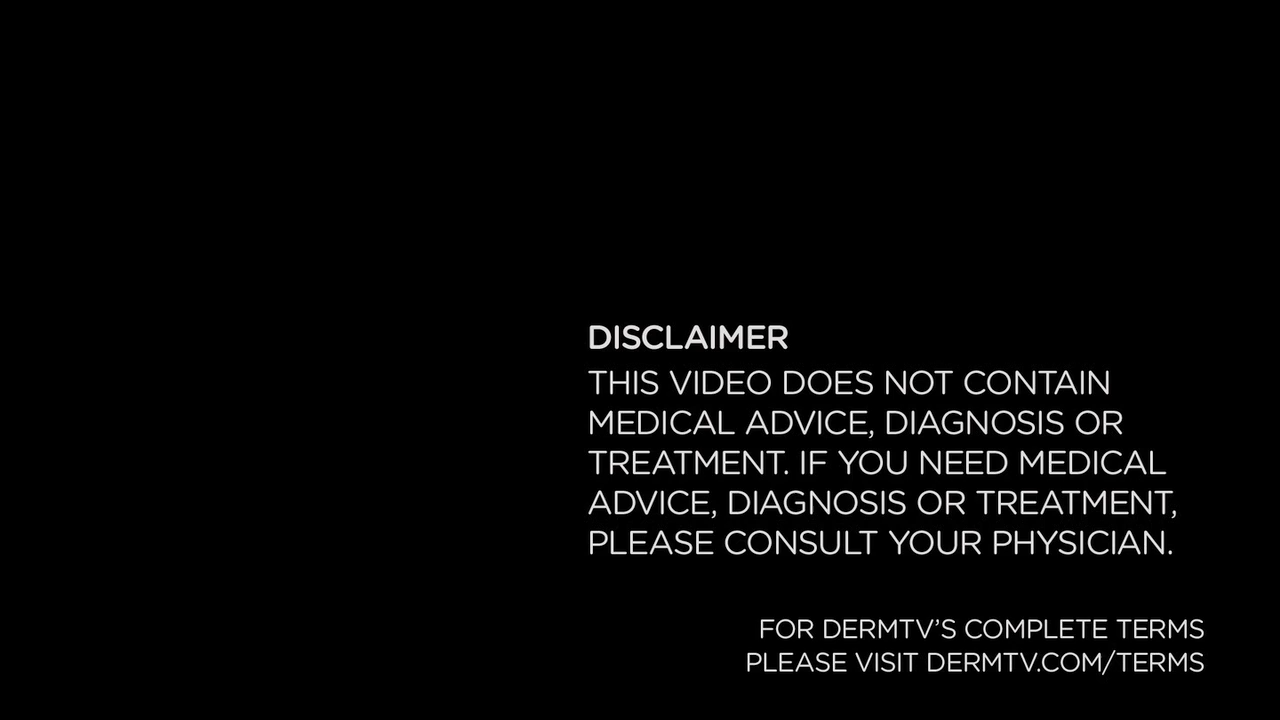 DISCLAIMER
THIS VIDEO DOES NOT CONTAIN
MEDICAL ADVICE, DIAGNOSIS OR
TREATMENT. IF YOU NEED MEDICAL
ADVICE, DIAGNOSIS OR TREATMENT,
PLEASE CONSULT YOUR PHYSICIAN.
FOR DERMTV’S COMPLETE TERMS
PLEASE VISIT DERMTV.COM/TERMS